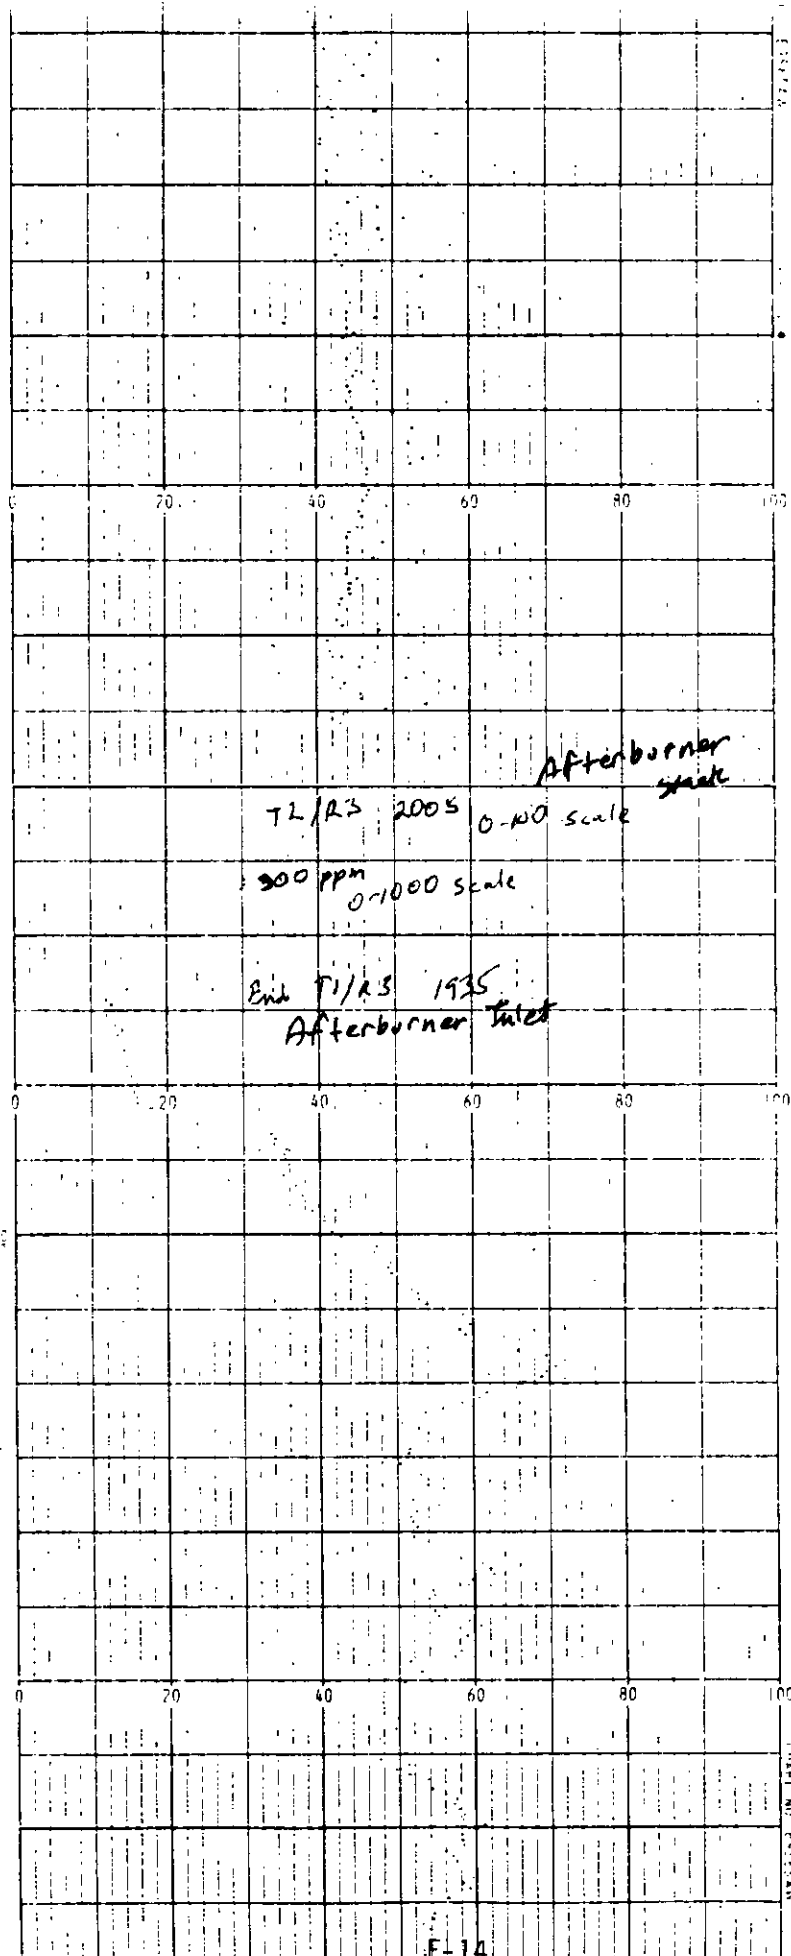 0 20 40 60 80 100
Afterburner
stack
T2/R3 2005 0-100 scale
300 ppm
0-1000 scale
End T1/R3 1935
Afterburner Inlet
0 20 40 60 80 100
0 20 40 60 80 100
F-14